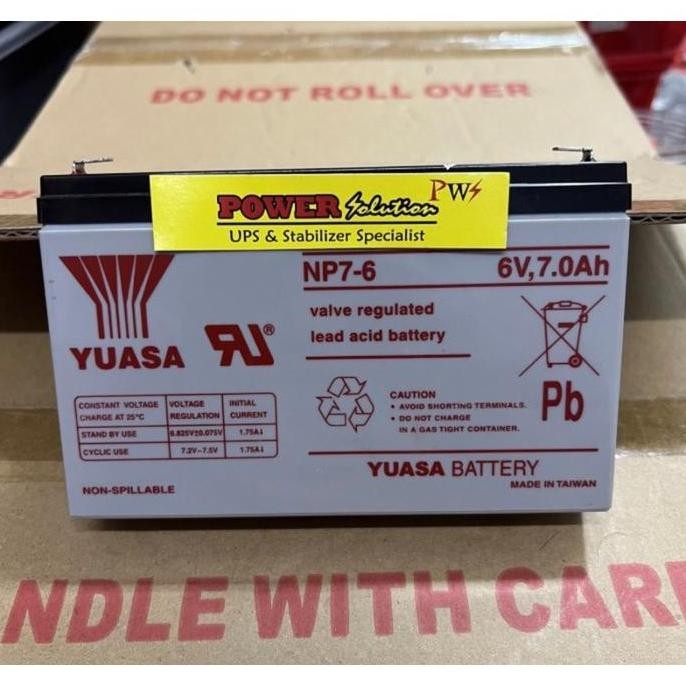 DO NOT ROLL OVER
POWER Solution PWS
UPS & Stabilizer Specialist
NP7-6 6V,7.0Ah
valve regulated
lead acid battery
YUASA
RU®
CONSTANT VOLTAGE CHARGE AT 25°C VOLTAGE REGULATION INITIAL CURRENT
STAND BY USE 6.825V±0.075V 1.75A↓
CYCLIC USE 7.2V~7.5V 1.75A↓
NON-SPILLABLE
CAUTION
• AVOID SHORTING TERMINALS.
• DO NOT CHARGE
IN A GAS TIGHT CONTAINER.
Pb
YUASA BATTERY
MADE IN TAIWAN
NDLE WITH CAR